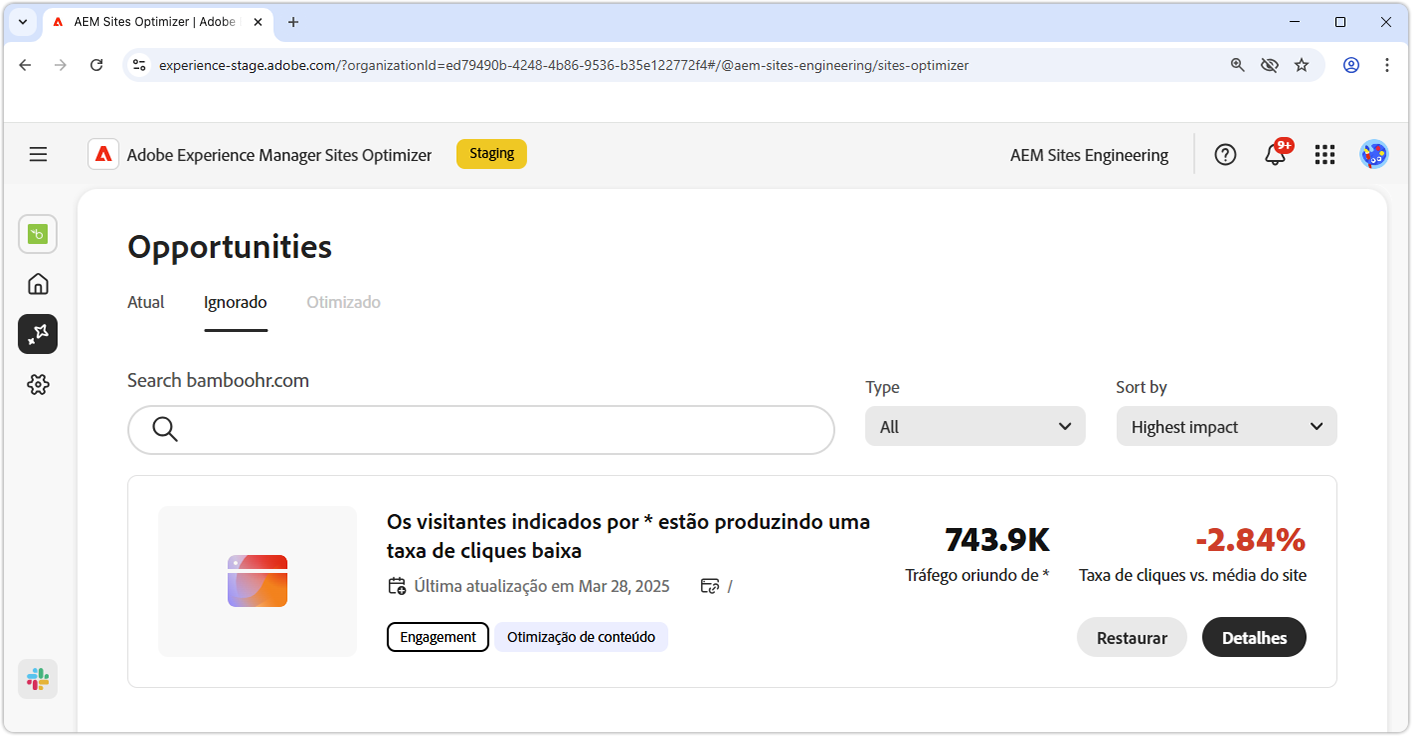 AEM Sites Optimizer | Adobe
experience-stage.adobe.com/?organizationId=ed79490b-4248-4b86-9536-b35e122772f4#/@aem-sites-engineering/sites-optimizer
Adobe Experience Manager Sites Optimizer
Staging
AEM Sites Engineering
9+
Opportunities
Atual
Ignorado
Otimizado
Search bamboohr.com
Type
Sort by
All
Highest impact
Os visitantes indicados por * estão produzindo uma
taxa de cliques baixa
Última atualização em Mar 28, 2025
/
Engagement
Otimização de conteúdo
743.9K
Tráfego oriundo de *
-2.84%
Taxa de cliques vs. média do site
Restaurar
Detalhes